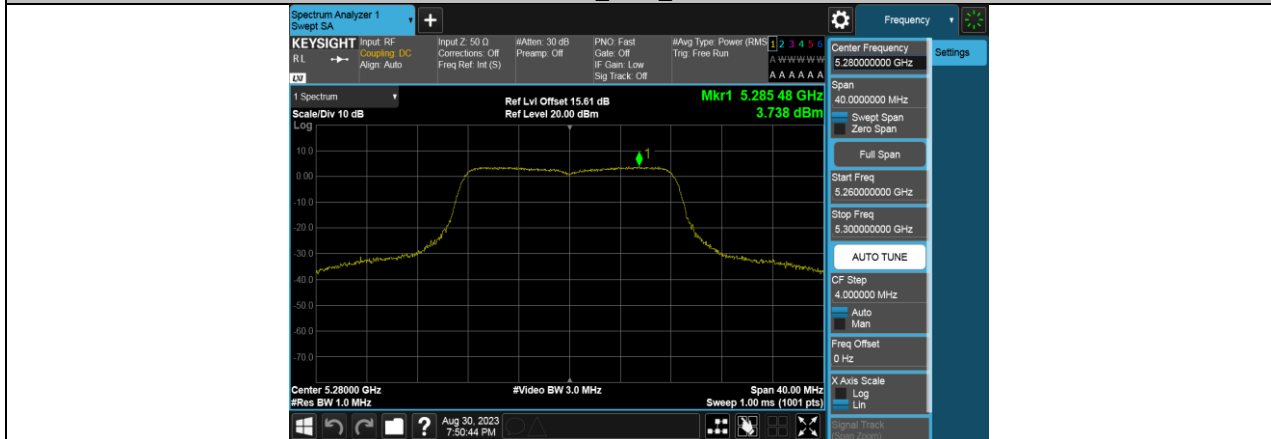 Spectrum Analyzer 1
Swept SA
+
Frequency
KEYSIGHT
Input: RF
Input Z: 50 Ω
#Atten: 30 dB
PNO: Fast
#Avg Type: Power (RMS
1 2 3 4 5 6
RL
Coupling: DC
Corrections: Off
Preamp: Off
Gate: Off
Trig: Free Run
A W W W W W
Align: Auto
Freq Ref: Int (S)
IF Gain: Low
Sig Track: Off
A A A A A A
LXI
1 Spectrum
Ref Lvl Offset 15.61 dB
Mkr1 5.285 48 GHz
Scale/Div 10 dB
Ref Level 20.00 dBm
3.738 dBm
Log
10.0
0.00
-10.0
-20.0
-30.0
-40.0
-50.0
-60.0
-70.0
1
Center 5.28000 GHz
#Video BW 3.0 MHz
Span 40.00 MHz
#Res BW 1.0 MHz
Sweep 1.00 ms (1001 pts)
?
Aug 30, 2023
7:50:44 PM
Center Frequency
5.280000000 GHz
Settings
Span
40.0000000 MHz
Swept Span
Zero Span
Full Span
Start Freq
5.260000000 GHz
Stop Freq
5.300000000 GHz
AUTO TUNE
CF Step
4.000000 MHz
Auto
Man
Freq Offset
0 Hz
X Axis Scale
Log
Lin
Signal Track
(Span Zoom)